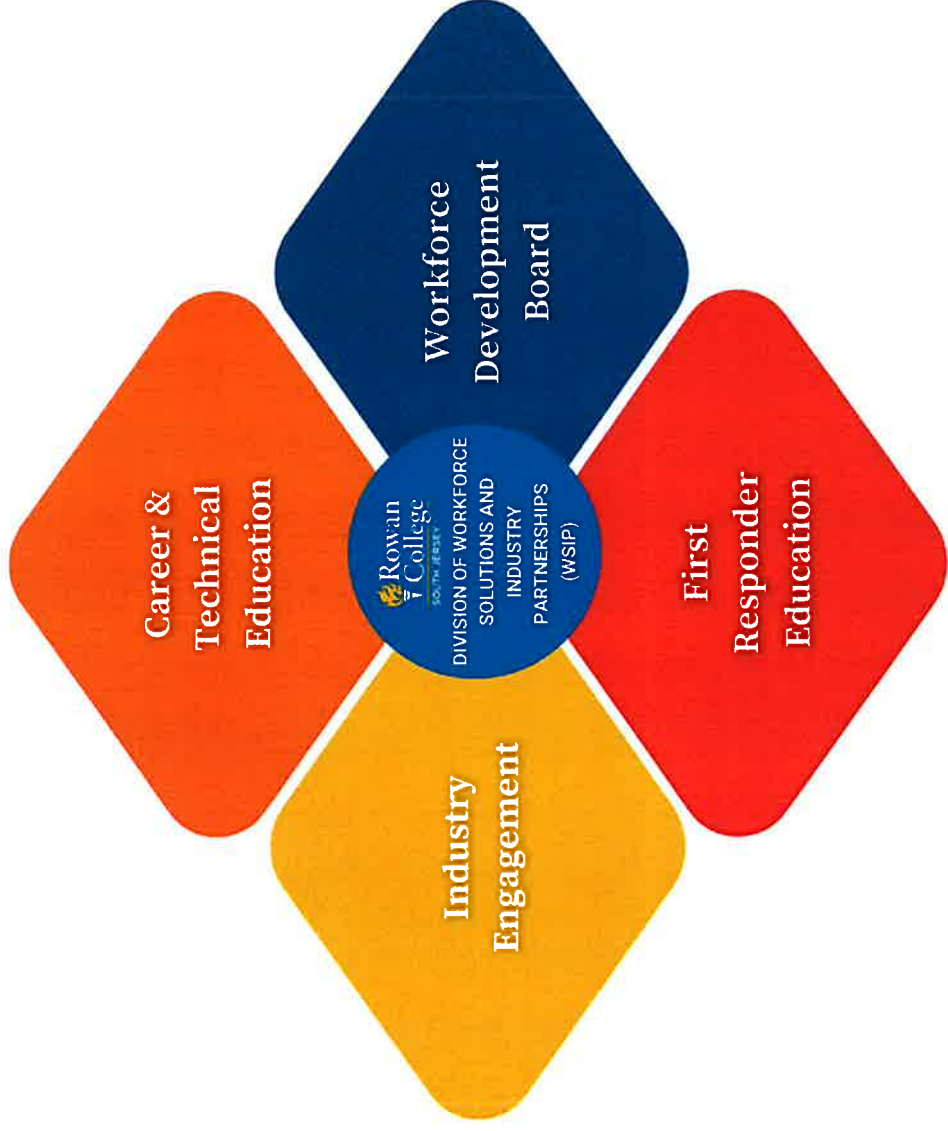 Industry
Engagement
First
Responder
Education
Rowan
College
SOUTH JERSEY
DIVISION OF WORKFORCE
SOLUTIONS AND
INDUSTRY
PARTNERSHIPS
(WSIP)
Career &
Technical
Education
Workforce
Development
Board